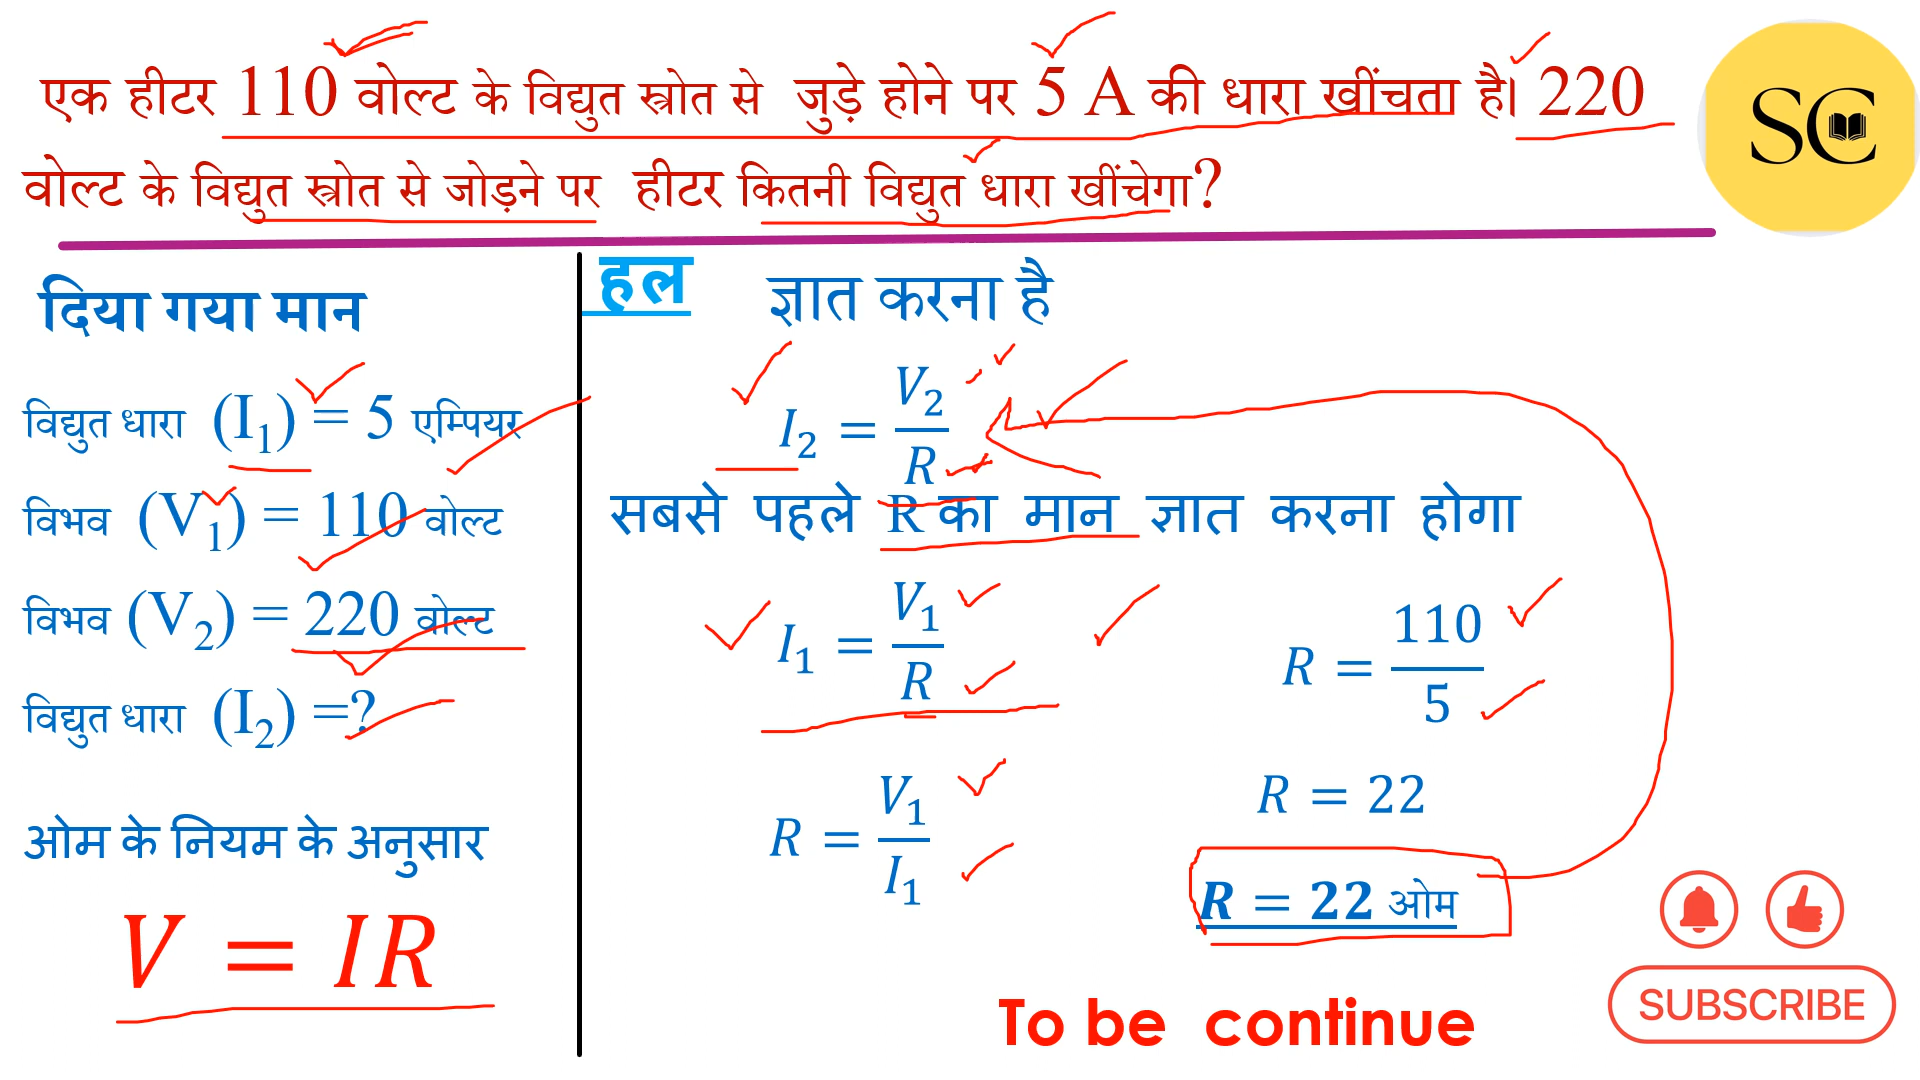 एक हीटर 110 वोल्ट के विद्युत स्त्रोत से जुड़े होने पर 5 A की धारा खींचता है। 220
वोल्ट के विद्युत स्त्रोत से जोड़ने पर हीटर कितनी विद्युत धारा खींचेगा?
SC
दिया गया मान
विद्युत धारा (I₁) = 5 एम्पियर
विभव (V₁) = 110 वोल्ट
विभव (V₂) = 220 वोल्ट
विद्युत धारा (I₂) =?
ओम के नियम के अनुसार
V = IR
हल
ज्ञात करना है
I₂ = V₂/R
सबसे पहले R का मान ज्ञात करना होगा
I₁ = V₁/R
R = V₁/I₁
R = 110/5
R = 22
R = 22 ओम
To be continue
SUBSCRIBE